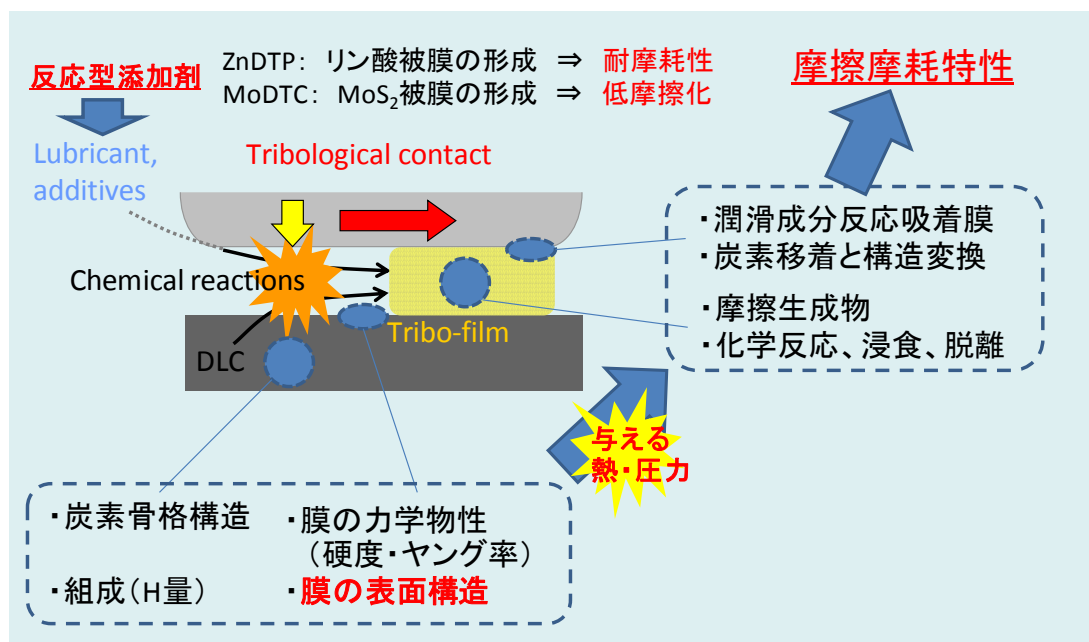 反応型添加剤
ZnDTP： リン酸被膜の形成 ⇒ 耐摩耗性
MoDTC： MoS₂被膜の形成 ⇒ 低摩擦化
摩擦摩耗特性
Lubricant,
additives
Tribological contact
Chemical reactions
Tribo-film
DLC
・潤滑成分反応吸着膜
・炭素移着と構造変換
・摩擦生成物
・化学反応、浸食、脱離
与える
熱・圧力
・炭素骨格構造
・組成（H量）
・膜の力学物性
（硬度・ヤング率）
・膜の表面構造